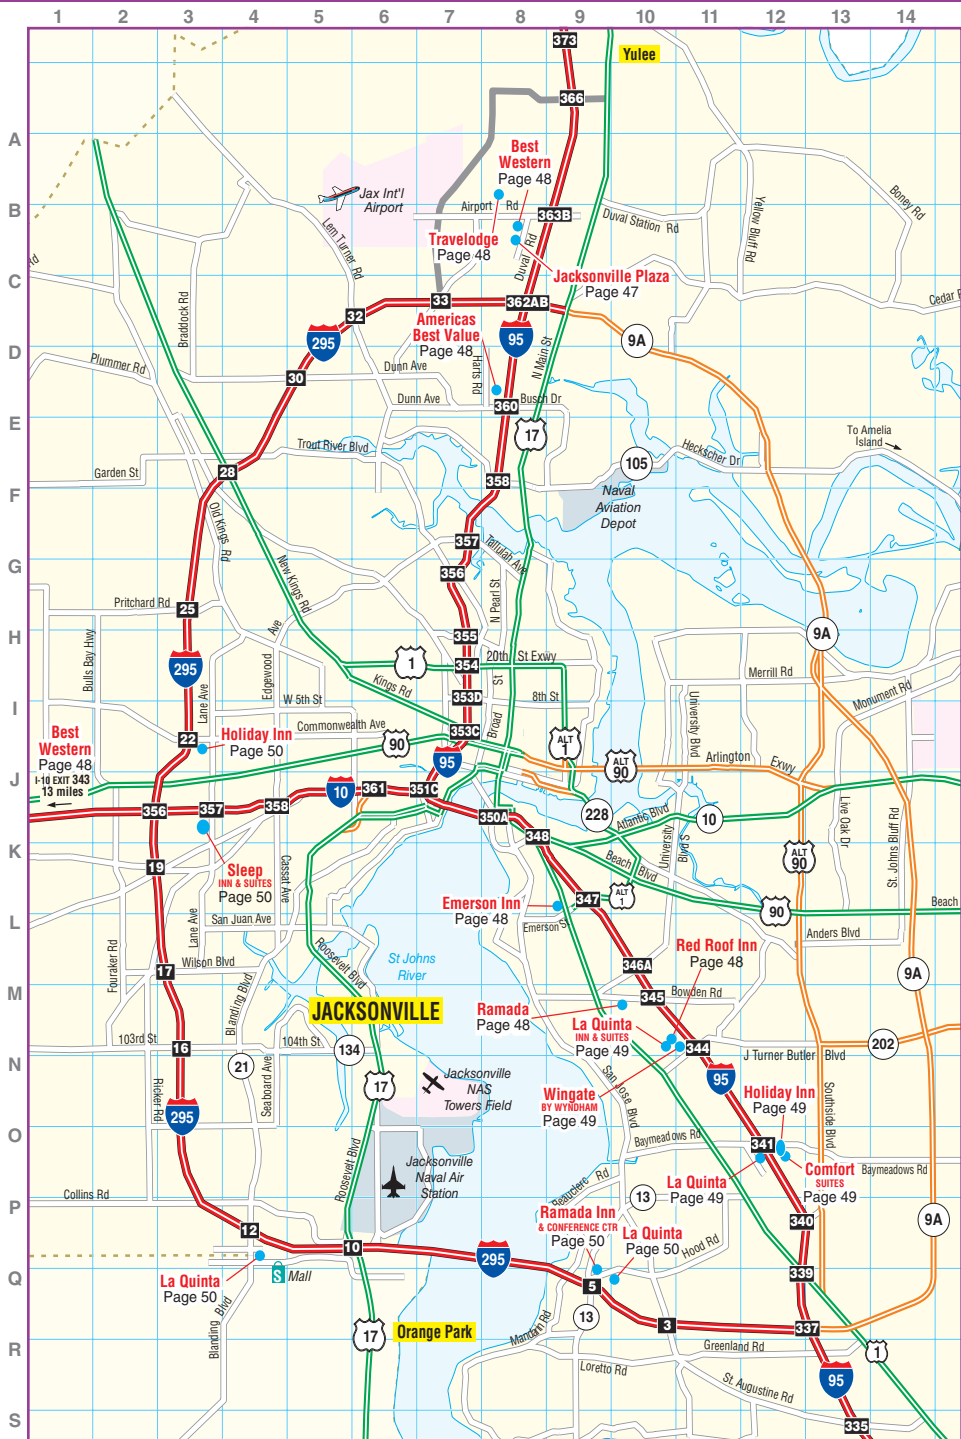 1 2 3 4 5 6 7 8 9 10 11 12 13 14
373
Yulee
366
A
Best
Western
Page 48
Jax Int'l
Airport
B
Airport Rd
363B
Duval Station Rd
Yellow Bluff Rd
Boney Rd
Lem Turner Rd
Travelodge
Page 48
Duval Rd
Rd
C
Jacksonville Plaza
Page 47
Cedar
Braddock Rd
33
362AB
32
Americas
Best Value
Page 48
295
95
N Main St
9A
D
Plummer Rd
Dunn Ave
Harts Rd
30
Dunn Ave
360
Busch Dr
E
17
To Amelia
Island
Trout River Blvd
Heckscher Dr
105
Garden St
28
358
F
Naval
Aviation
Depot
Old Kings Rd
357
Tallulah Ave
G
New Kings Rd
356
N Pearl St
Pritchard Rd
25
H
Ave
355
9A
Bulls Bay Hwy
295
Edgewood
1
354
20th St Exwy
Merrill Rd
Lane Ave
Kings Rd
353D
St
8th St
Monument Rd
I
W 5th St
University Blvd
Commonwealth Ave
Broad
353C
Best
Western
Page 48
22
Holiday Inn
Page 50
90
ALT
1
95
ALT
90
Arlington Exwy
J
I-10 EXIT 343
13 miles
10
361
351C
356
357
358
350A
228
Atlantic Blvd
10
Live Oak Dr
St. Johns Bluff Rd
348
University
Blvd S
K
Beach Blvd
ALT
90
19
Sleep
INN & SUITES
Page 50
Cassat Ave
347
ALT
1
Emerson Inn
Page 48
90
Beach
L
Lane Ave
San Juan Ave
Emerson St
Anders Blvd
Fouraker Rd
Roosevelt Blvd
Red Roof Inn
Page 48
17
Wilson Blvd
St Johns
River
346A
9A
M
Blanding Blvd
345
Bowden Rd
JACKSONVILLE
Ramada
Page 48
La Quinta
INN & SUITES
Page 49
103rd St
16
104th St
134
344
J Turner Butler Blvd
202
N
21
Seaboard Ave
17
Jacksonville
NAS
Towers Field
San Jose Blvd
95
Ricker Rd
Wingate
BY WYNDHAM
Page 49
Holiday Inn
Page 49
Southside Blvd
295
O
Baymeadows Rd
341
Roosevelt Blvd
Jacksonville
Naval Air
Station
La Quinta
Page 49
Comfort
SUITES
Page 49
Baymeadows Rd
Beauclerc Rd
13
P
Collins Rd
Ramada Inn
& CONFERENCE CTR
Page 50
La Quinta
Page 50
340
9A
12
10
Hood Rd
295
Q
La Quinta
Page 50
S Mall
5
339
Blanding Blvd
13
3
337
17
Orange Park
Mandarin Rd
R
Greenland Rd
1
Loretto Rd
St. Augustine Rd
95
S
335